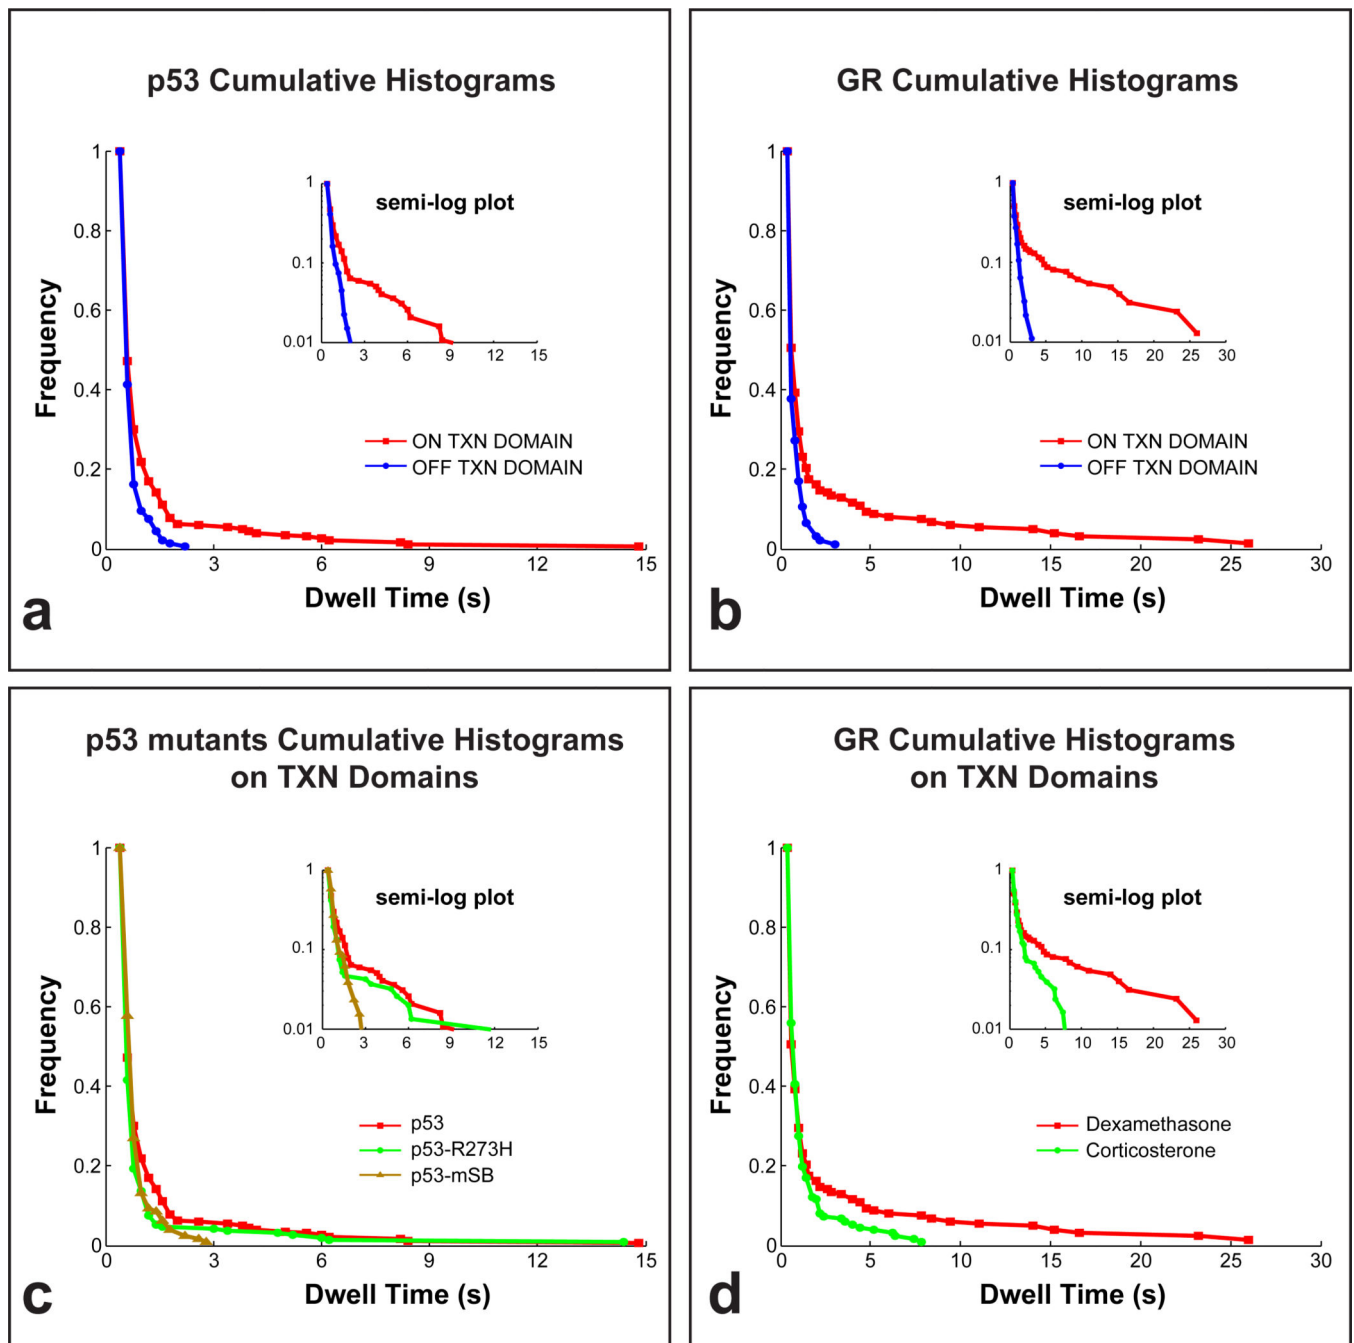 p53 Cumulative Histograms
1
0.8
0.6
0.4
0.2
0
Frequency
0 3 6 9 12 15
Dwell Time (s)
semi-log plot
1
0.1
0.01
0 3 6 9 12 15
ON TXN DOMAIN
OFF TXN DOMAIN
a
GR Cumulative Histograms
1
0.8
0.6
0.4
0.2
0
Frequency
0 5 10 15 20 25 30
Dwell Time (s)
semi-log plot
1
0.1
0.01
0 5 10 15 20 25 30
ON TXN DOMAIN
OFF TXN DOMAIN
b
p53 mutants Cumulative Histograms
on TXN Domains
1
0.8
0.6
0.4
0.2
0
Frequency
0 3 6 9 12 15
Dwell Time (s)
semi-log plot
1
0.1
0.01
0 3 6 9 12 15
p53
p53-R273H
p53-mSB
c
GR Cumulative Histograms
on TXN Domains
1
0.8
0.6
0.4
0.2
0
Frequency
0 5 10 15 20 25 30
Dwell Time (s)
semi-log plot
1
0.1
0.01
0 5 10 15 20 25 30
Dexamethasone
Corticosterone
d